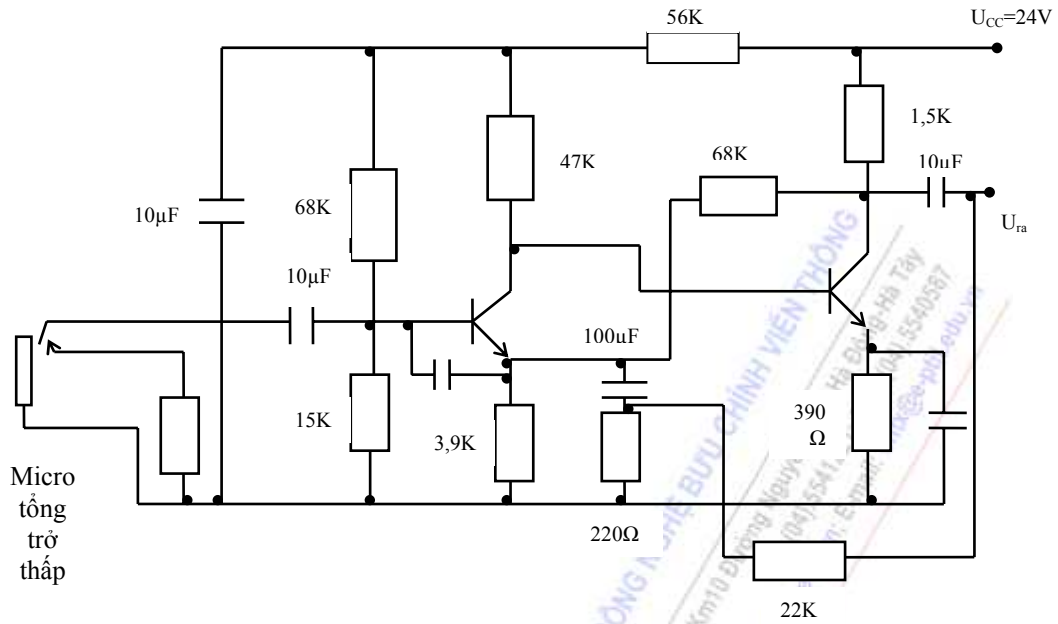 56K
U_CC=24V
1,5K
47K
68K
10µF
68K
10µF
10µF
U_ra
100µF
15K
3,9K
390
Ω
Micro
tổng
trở
thấp
220Ω
22K